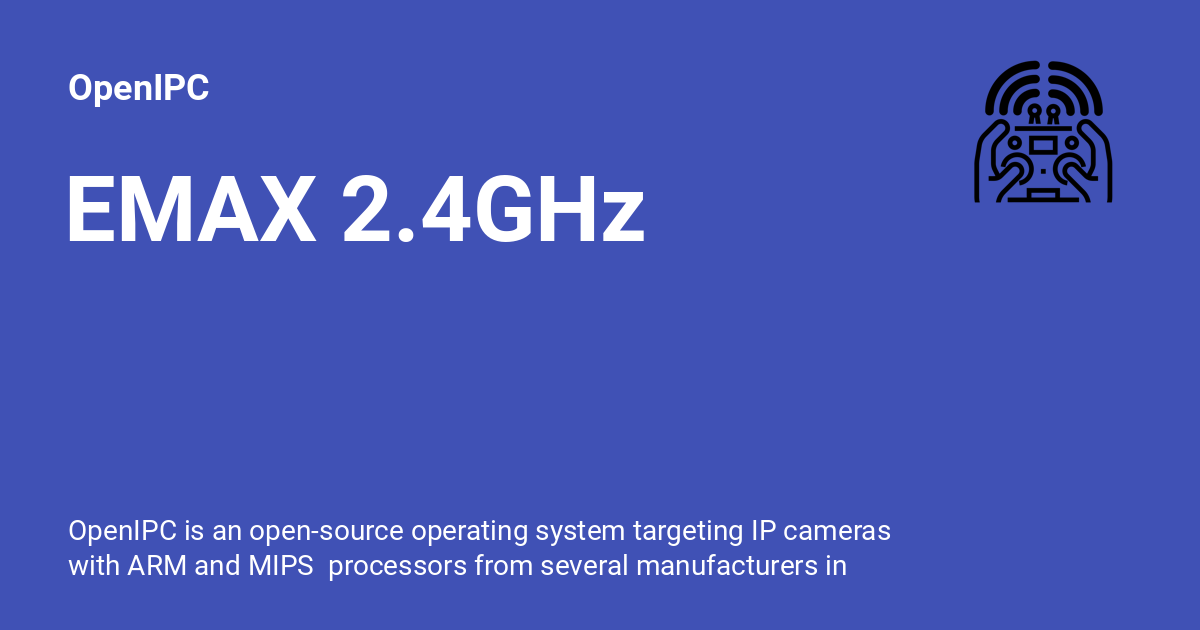 OpenIPC
EMAX 2.4GHz
OpenIPC is an open-source operating system targeting IP cameras
with ARM and MIPS  processors from several manufacturers in